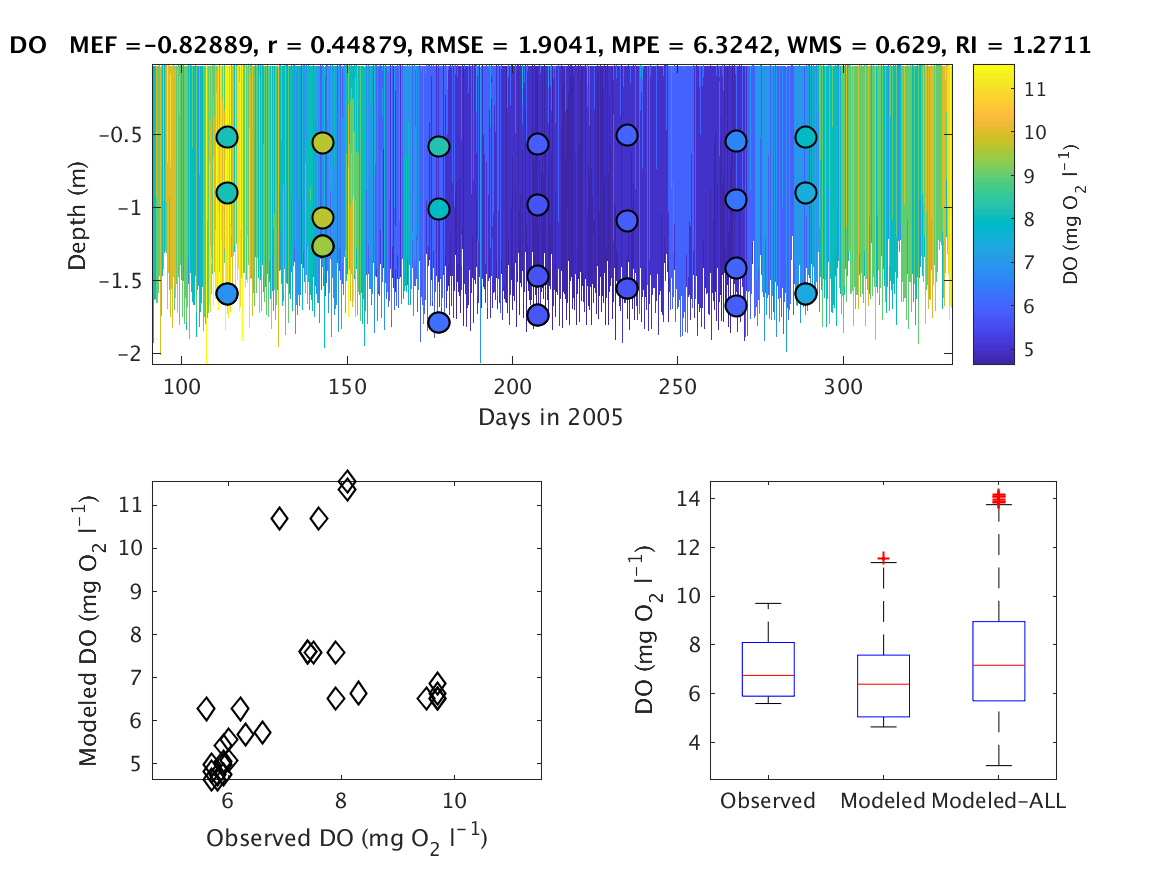 DO   MEF =-0.82889, r = 0.44879, RMSE = 1.9041, MPE = 6.3242, WMS = 0.629, RI = 1.2711
Depth (m)
-0.5
-1
-1.5
-2
100 150 200 250 300
Days in 2005
11
10
9
8
7
6
5
DO (mg O2 l-1)
Modeled DO (mg O2 l-1)
11
10
9
8
7
6
5
6 8 10
Observed DO (mg O2 l-1)
DO (mg O2 l-1)
14
12
10
8
6
4
Observed Modeled Modeled-ALL